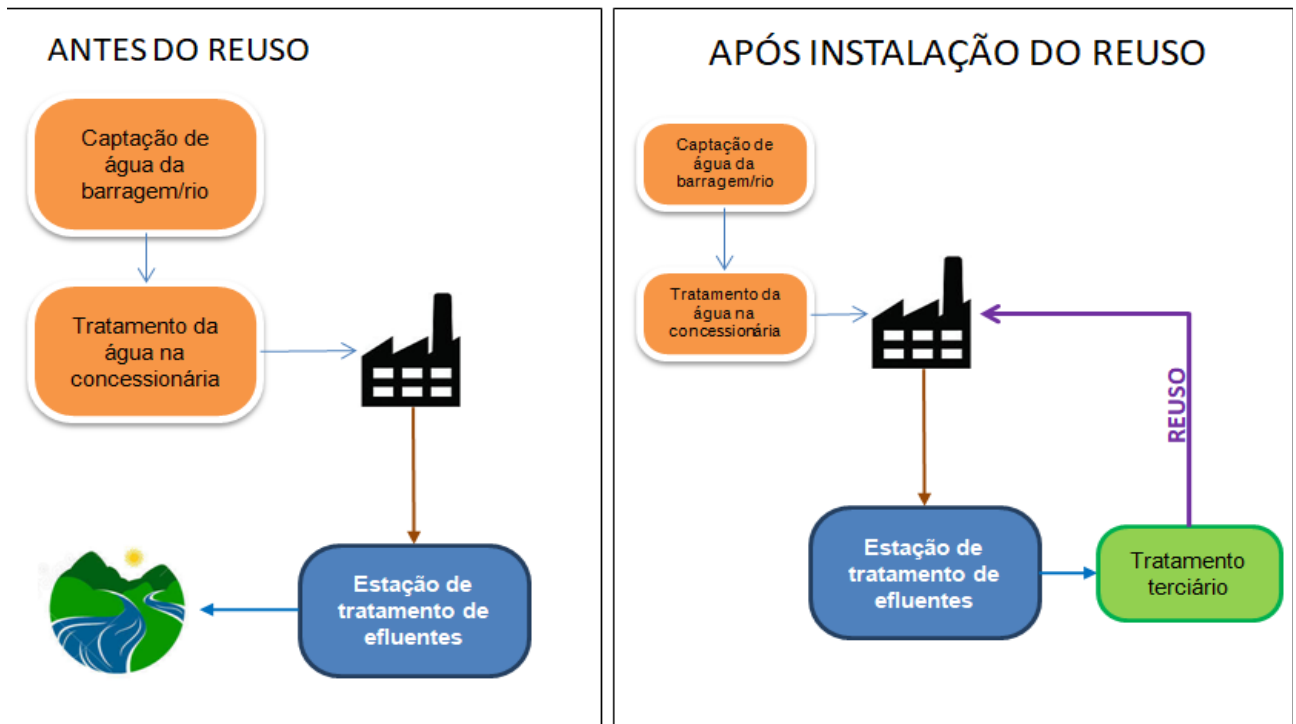 ANTES DO REUSO
Captação de
água da
barragem/rio
Tratamento da
água na
concessionária
Estação de
tratamento de
efluentes
APÓS INSTALAÇÃO DO REUSO
Captação de
água da
barragem/rio
Tratamento da
água na
concessionária
REUSO
Estação de
tratamento de
efluentes
Tratamento
terciário